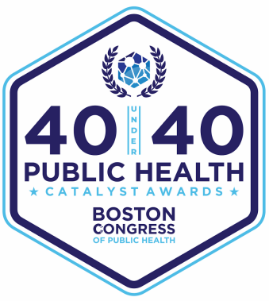 40 UNDER 40
PUBLIC HEALTH
★ CATALYST AWARDS ★
BOSTON
CONGRESS
OF PUBLIC HEALTH